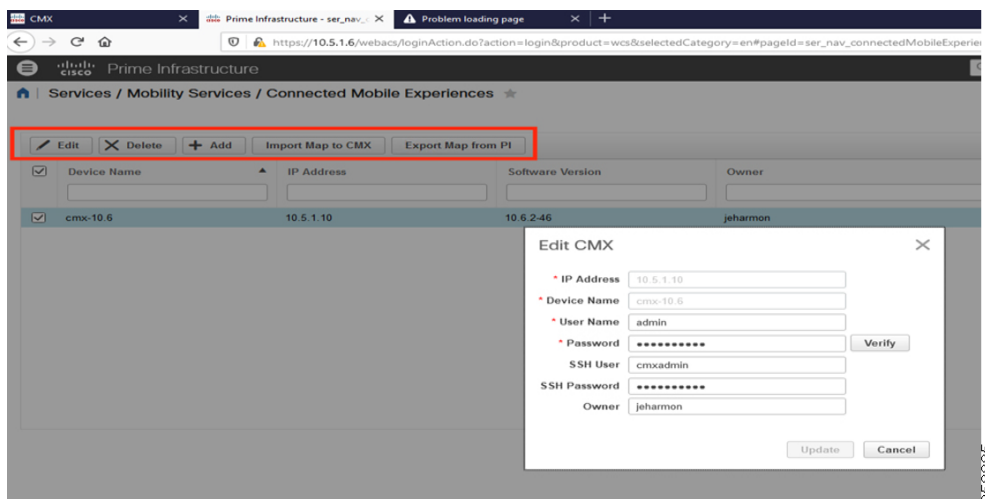 CMX
Prime Infrastructure - ser_nav_c
Problem loading page
https://10.5.1.6/webacs/loginAction.do?action=login&product=wcs&selectedCategory=en#pageId=ser_nav_connectedMobileExperie
cisco Prime Infrastructure
Services / Mobility Services / Connected Mobile Experiences
Edit Delete Add Import Map to CMX Export Map from PI
Device Name IP Address Software Version Owner
cmx-10.6 10.5.1.10 10.6.2-46 jeharmon
Edit CMX
* IP Address 10.5.1.10
* Device Name cmx-10.6
* User Name admin
* Password •••••••••• Verify
SSH User cmxadmin
SSH Password ••••••••••
Owner jeharmon
Update Cancel